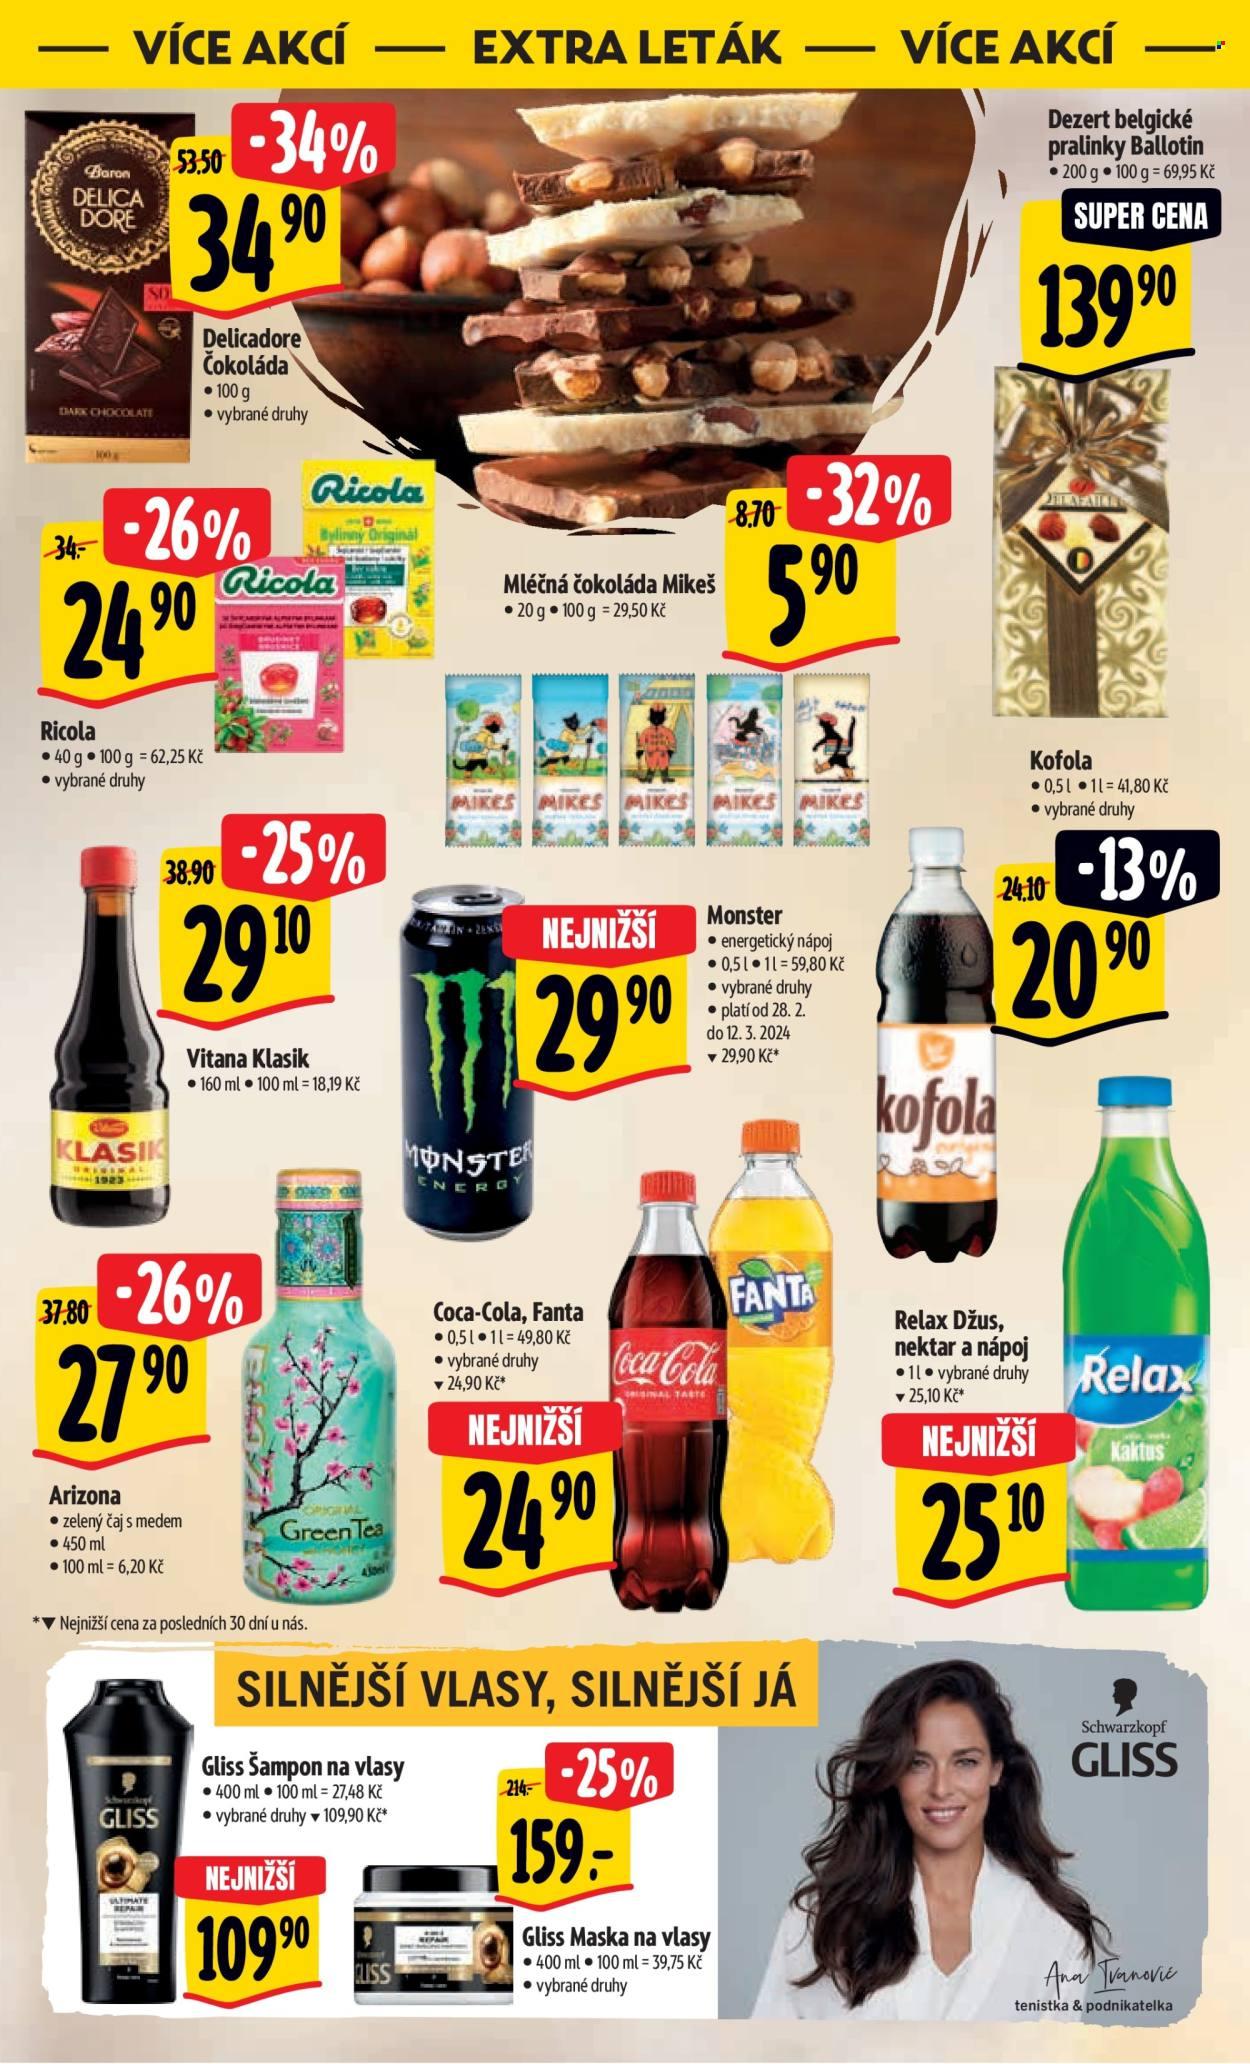 VÍCE AKCÍ — EXTRA LETÁK — VÍCE AKCÍ
Baron
DELICA
DORE
DARK CHOCOLATE
100 g
53.50
-34%
34 90
Delicadore
Čokoláda
• 100 g
• vybrané druhy
Dezert belgické
pralinky Ballotin
• 200 g • 100 g = 69,95 Kč
SUPER CENA
139 90
34.-
-26%
24 90
Ricola
Bylinný Originál
Ricola
Ricola
• 40 g • 100 g = 62,25 Kč
• vybrané druhy
8.70
-32%
5 90
Mléčná čokoláda Mikeš
• 20 g • 100 g = 29,50 Kč
MIKEŠ
MIKEŠ
MIKEŠ
MIKEŠ
MIKEŠ
Kofola
• 0,5 l • 1 l = 41,80 Kč
• vybrané druhy
24.10
-13%
20 90
kofola
38.90
-25%
29 10
Vitana Klasik
• 160 ml • 100 ml = 18,19 Kč
KLASIK
ORIGINAL
1923
MONSTER
ENERGY
NEJNIŽŠÍ
29 90
Monster
• energetický nápoj
• 0,5 l • 1 l = 59,80 Kč
• vybrané druhy
• platí od 28. 2.
do 12. 3. 2024
▼ 29,90 Kč*
37.80
-26%
27 90
Arizona
• zelený čaj s medem
• 450 ml
• 100 ml = 6,20 Kč
ORIGINAL
Green Tea
Coca-Cola, Fanta
• 0,5 l • 1 l = 49,80 Kč
• vybrané druhy
▼ 24,90 Kč*
NEJNIŽŠÍ
24 90
Coca-Cola
ORIGINAL TASTE
FANTA
Relax Džus,
nektar a nápoj
• 1 l • vybrané druhy
▼ 25,10 Kč*
NEJNIŽŠÍ
25 10
Relax
Kaktus
*▼ Nejnižší cena za posledních 30 dní u nás.
SILNĚJŠÍ VLASY, SILNĚJŠÍ JÁ
Schwarzkopf
GLISS
ULTIMATE
REPAIR
Gliss Šampon na vlasy
• 400 ml • 100 ml = 27,48 Kč
• vybrané druhy ▼ 109,90 Kč*
NEJNIŽŠÍ
109 90
214.-
-25%
159.-
REPAIR
GLISS
Gliss Maska na vlasy
• 400 ml • 100 ml = 39,75 Kč
• vybrané druhy
Schwarzkopf
GLISS
Ana Ivanović
tenistka & podnikatelka